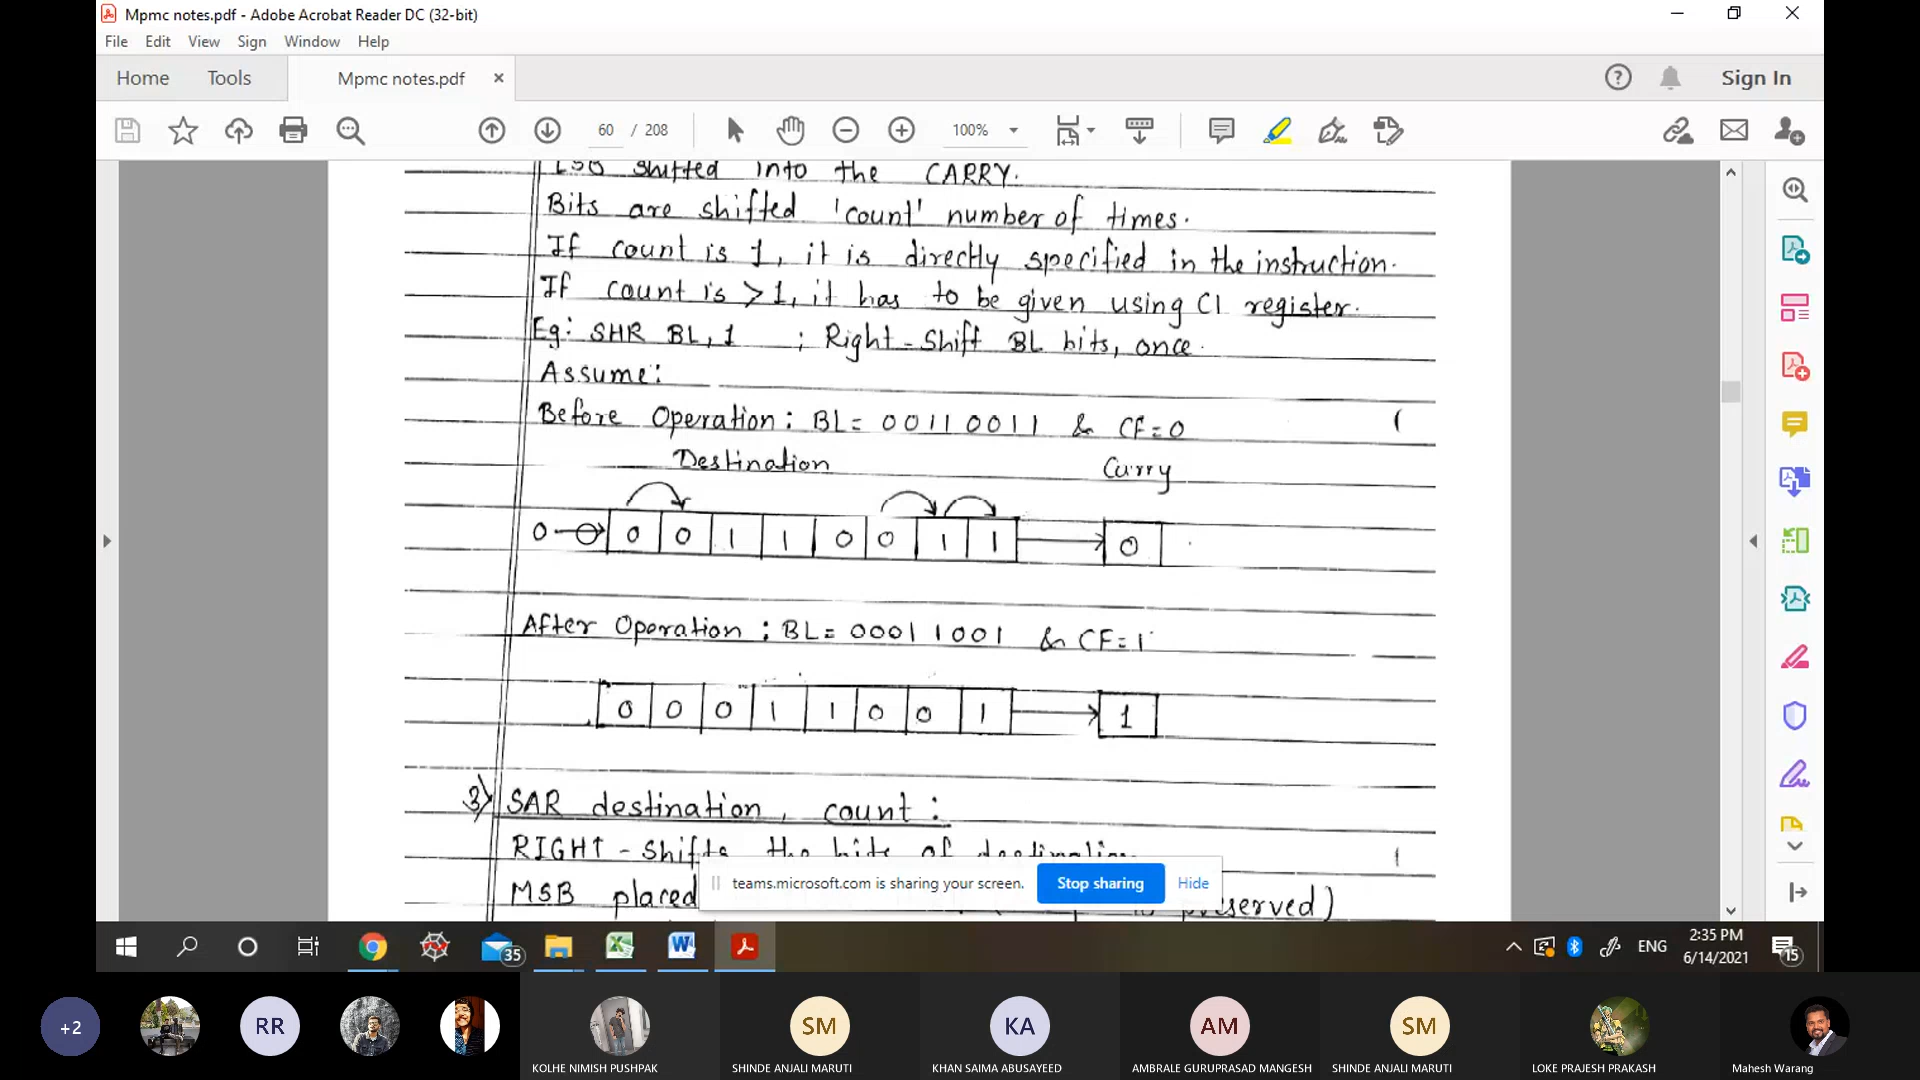 Mpmc notes.pdf - Adobe Acrobat Reader DC (32-bit)
File Edit View Sign Window Help
Home Tools Mpmc notes.pdf × Sign In
60 / 208 100%
LSB shifted into the CARRY.
Bits are shifted 'count' number of times.
If count is 1, it is directly specified in the instruction.
If count is > 1, it has to be given using Cl register.
Eg: SHR BL, 1 ; Right-Shift BL bits, once.
Assume:
Before Operation: BL = 0011 0011 & CF = 0
Destination Carry
0 0 0 1 1 0 0 1 1 0
After Operation : BL = 0001 1001 & CF = 1
0 0 0 1 1 0 0 1 1
3) SAR destination, count :
RIGHT - Shifts the bits of destination
MSB placed preserved)
teams.microsoft.com is sharing your screen. Stop sharing Hide
35 ENG 2:35 PM 6/14/2021 15
+2 RR SM KA AM SM
KOLHE NIMISH PUSHPAK SHINDE ANJALI MARUTI KHAN SAIMA ABUSAYEED AMBRALE GURUPRASAD MANGESH SHINDE ANJALI MARUTI LOKE PRAJESH PRAKASH Mahesh Warang